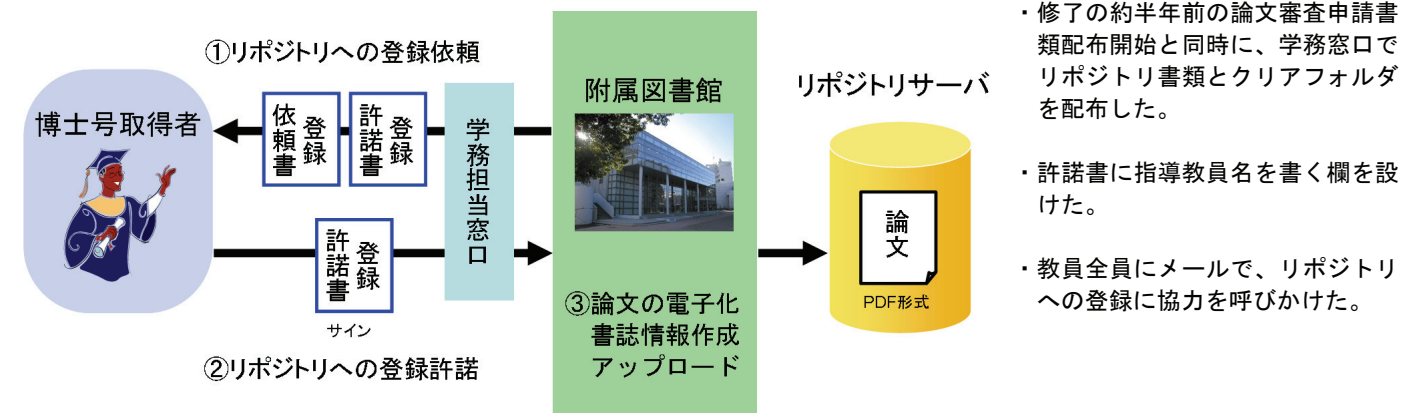 ①リポジトリへの登録依頼
博士号取得者
登録
依頼書
登録
許諾書
学務担当窓口
登録
許諾書
サイン
②リポジトリへの登録許諾
附属図書館
③論文の電子化
書誌情報作成
アップロード
リポジトリサーバ
論文
PDF形式
・修了の約半年前の論文審査申請書
類配布開始と同時に、学務窓口で
リポジトリ書類とクリアフォルダ
を配布した。
・許諾書に指導教員名を書く欄を設
けた。
・教員全員にメールで、リポジトリ
への登録に協力を呼びかけた。